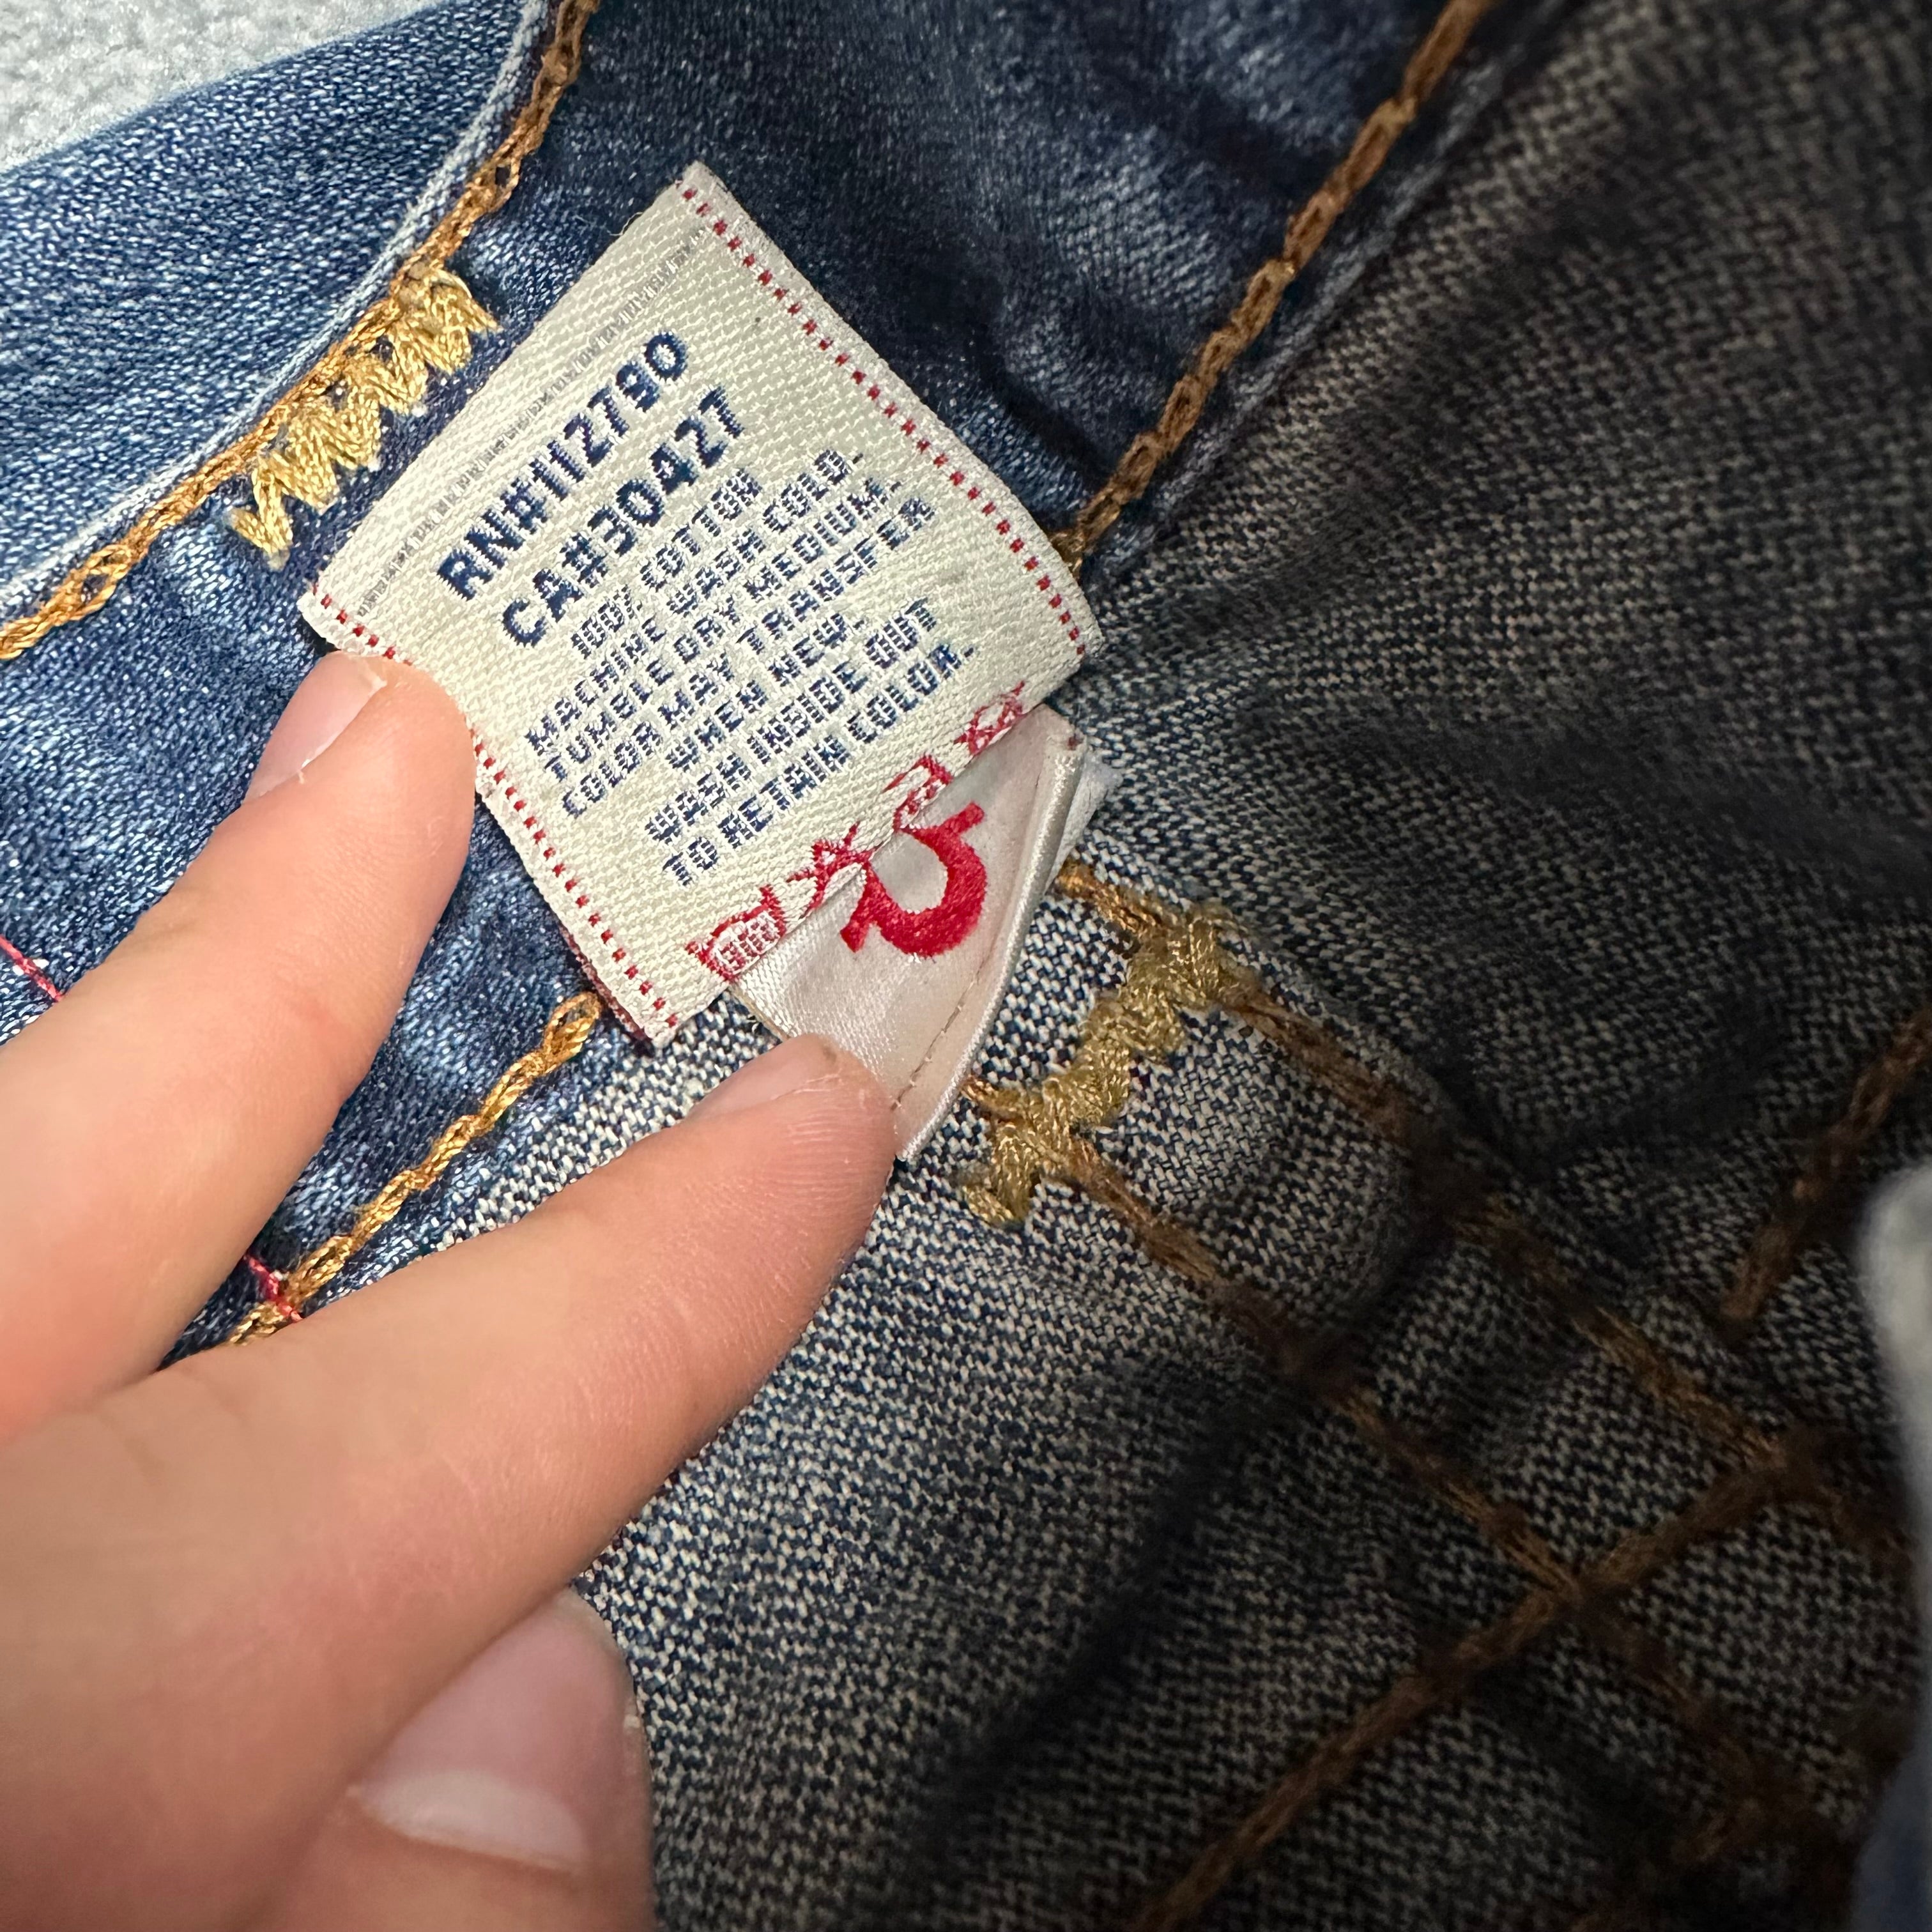 RN#112790
CA#30427
100% COTTON
MACHINE WASH COLD.
TUMBLE DRY MEDIUM.
COLOR MAY TRANSFER
WHEN NEW.
WASH INSIDE OUT
TO RETAIN COLOR.